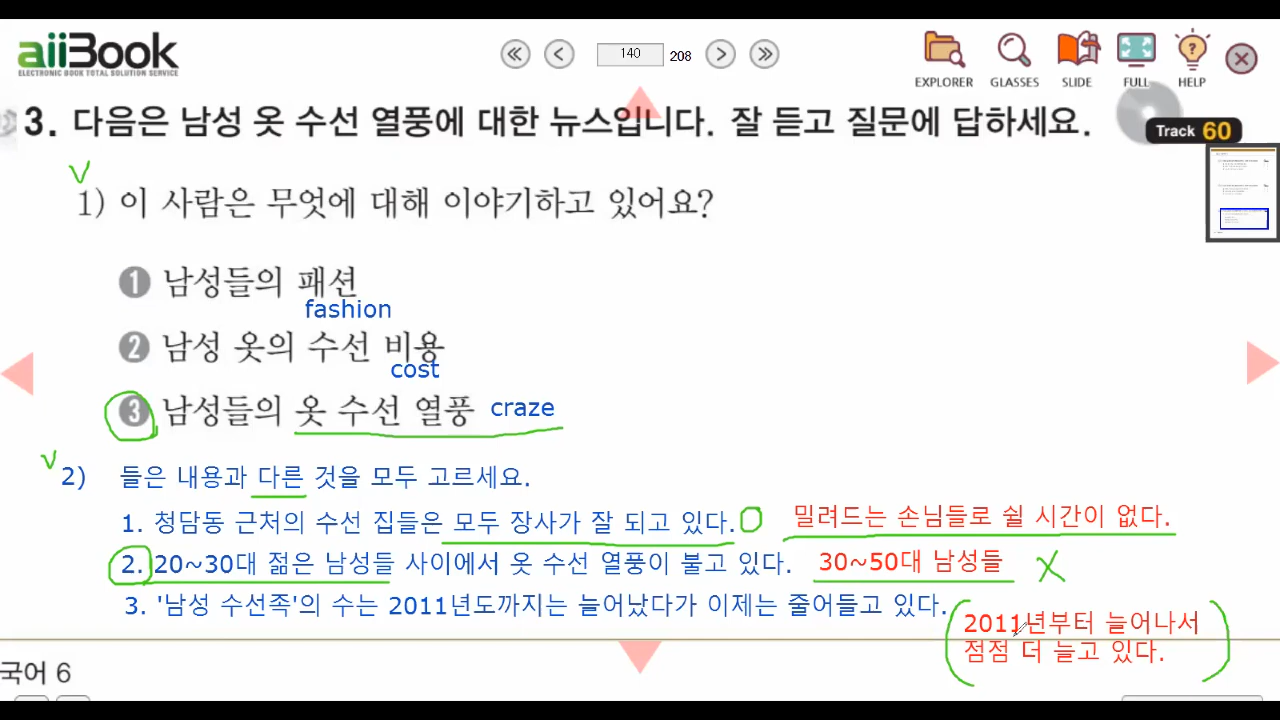 aiiBook
ELECTRONIC BOOK TOTAL SOLUTION SERVICE
140 208
EXPLORER GLASSES SLIDE FULL HELP
3. 다음은 남성 옷 수선 열풍에 대한 뉴스입니다. 잘 듣고 질문에 답하세요.
Track 60
V
1) 이 사람은 무엇에 대해 이야기하고 있어요?
1 남성들의 패션
fashion
2 남성 옷의 수선 비용
cost
3 남성들의 옷 수선 열풍 craze
V
2) 들은 내용과 다른 것을 모두 고르세요.
1. 청담동 근처의 수선 집들은 모두 장사가 잘 되고 있다. O 밀려드는 손님들로 쉴 시간이 없다.
2. 20~30대 젊은 남성들 사이에서 옷 수선 열풍이 불고 있다. 30~50대 남성들 X
3. '남성 수선족'의 수는 2011년도까지는 늘어났다가 이제는 줄어들고 있다.
(2011년부터 늘어나서
점점 더 늘고 있다.)
국어 6